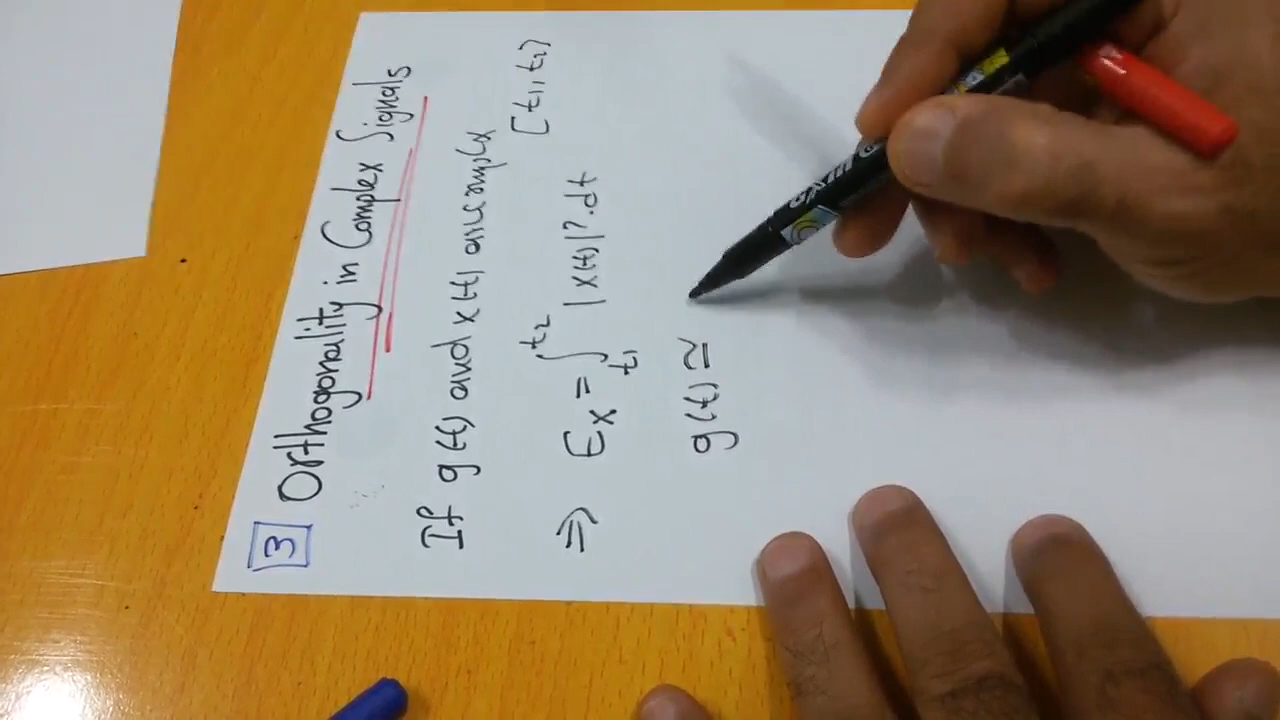 3 Orthogonality in Complex Signals
If g(t) and x(t) are complex [t1, t2]
⇒ Ex = ∫_{t1}^{t2} |x(t)|². dt
g(t) ≅